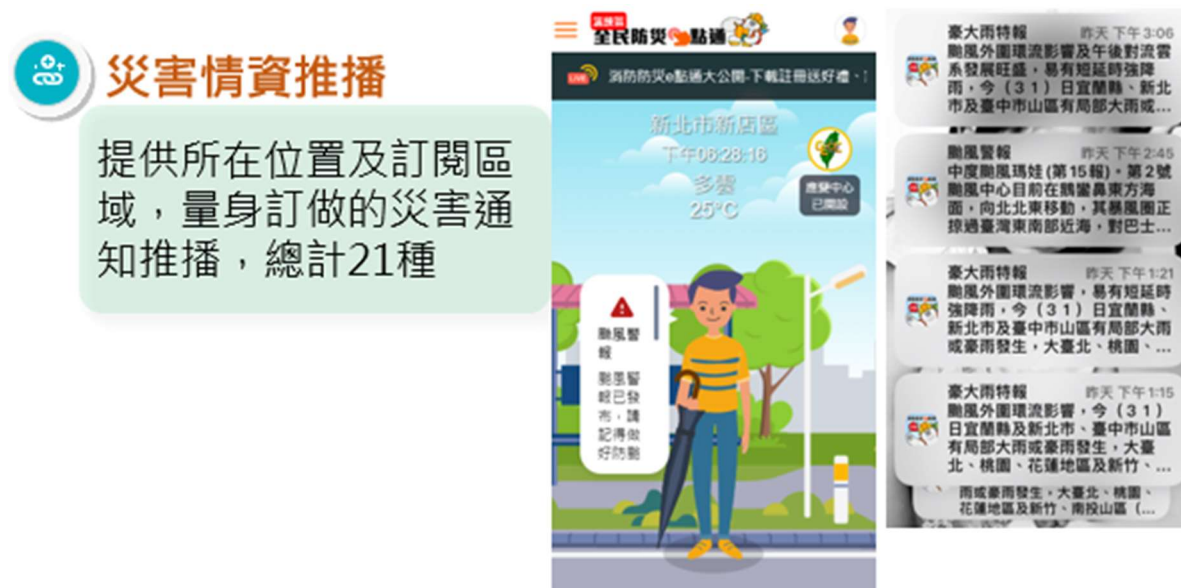 災害情資推播
提供所在位置及訂閱區
域，量身訂做的災害通
知推播，總計21種
演練區
全民防災e點通
LIVE 消防防災e點通大公開-下載註冊送好禮、
新北市新店區
下午06:28:16
多雲
25°C
應變中心
已開設
颱風警
報
颱風警
報已發
布，請
記得做
好防颱
豪大雨特報 昨天 下午3:06
颱風外圍環流影響及午後對流雲
系發展旺盛，易有短延時強降
雨，今（31）日宜蘭縣、新北
市及臺中市山區有局部大雨或...
颱風警報 昨天 下午2:45
中度颱風瑪娃(第15報)。第2號
颱風中心目前在鵝鑾鼻東方海
面，向北北東移動，其暴風圈正
掠過臺灣東南部近海，對巴士...
豪大雨特報 昨天 下午1:21
颱風外圍環流影響，易有短延時
強降雨，今（31）日宜蘭縣、
新北市及臺中市山區有局部大雨
或豪雨發生，大臺北、桃園、...
豪大雨特報 昨天 下午1:15
颱風外圍環流影響，今（31）
日宜蘭縣及新北市、臺中市山區
有局部大雨或豪雨發生，大臺
北、桃園、花蓮地區及新竹、...
雨或豪雨發生，大臺北、桃園、
花蓮地區及新竹、南投山區（...